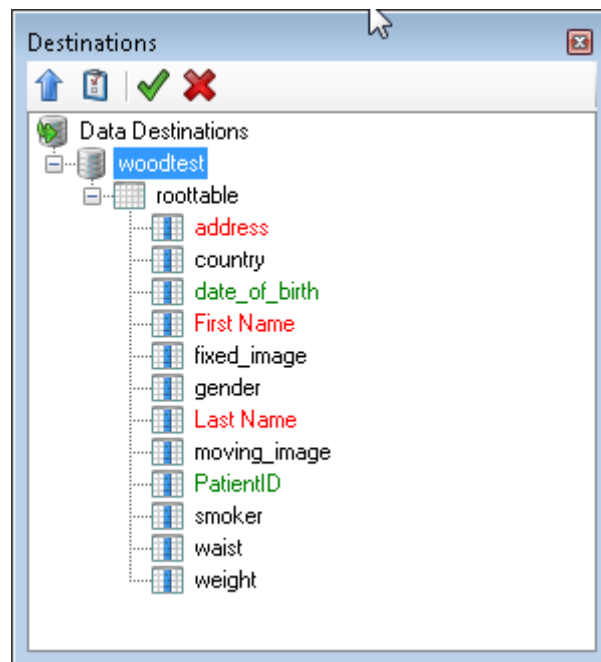 Destinations
Data Destinations
woodtest
roottable
address
country
date_of_birth
First Name
fixed_image
gender
Last Name
moving_image
PatientID
smoker
waist
weight